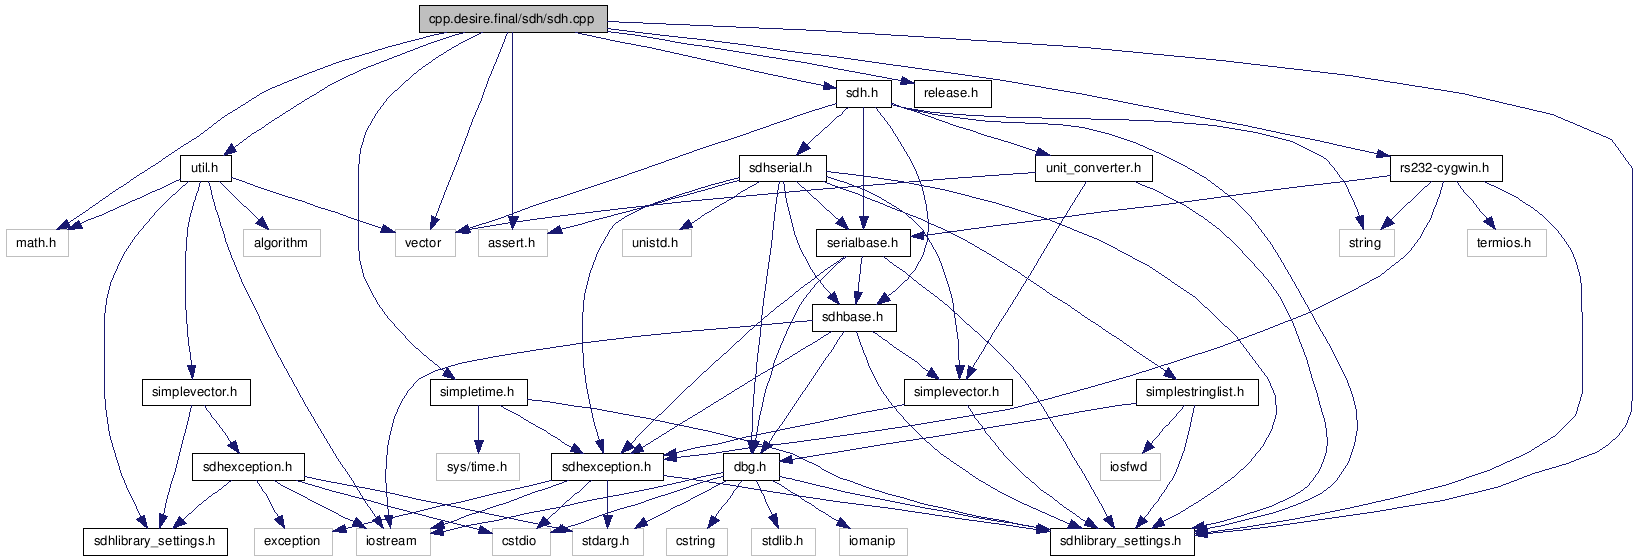 cpp.desire.final/sdh/sdh.cpp
sdh.h
release.h
util.h
sdhserial.h
unit_converter.h
rs232-cygwin.h
math.h
algorithm
vector
assert.h
unistd.h
serialbase.h
string
termios.h
sdhbase.h
simplevector.h
simpletime.h
simplevector.h
simplestringlist.h
sdhexception.h
sys/time.h
sdhexception.h
dbg.h
iosfwd
sdhlibrary_settings.h
exception
iostream
cstdio
stdarg.h
cstring
stdlib.h
iomanip
sdhlibrary_settings.h